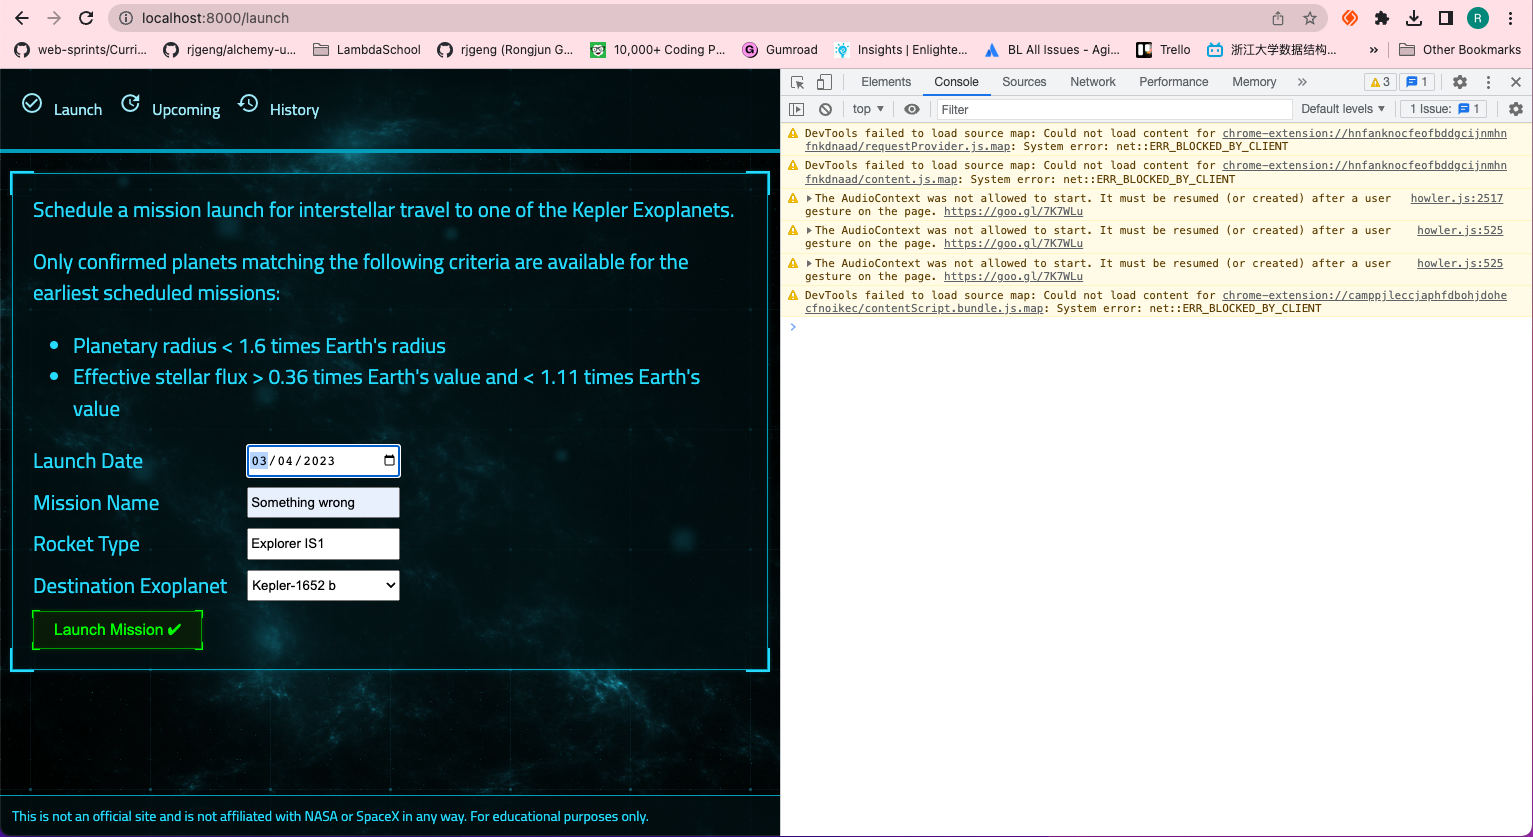 localhost:8000/launch
R
web-sprints/Curri...
rjgeng/alchemy-u...
LambdaSchool
rjgeng (Rongjun G...
10,000+ Coding P...
G
Gumroad
Insights | Enlighte...
BL All Issues - Agi...
Trello
浙江大学数据结构...
»
Other Bookmarks
Launch
Upcoming
History
Schedule a mission launch for interstellar travel to one of the Kepler Exoplanets.
Only confirmed planets matching the following criteria are available for the
earliest scheduled missions:
• Planetary radius < 1.6 times Earth's radius
• Effective stellar flux > 0.36 times Earth's value and < 1.11 times Earth's
value
Launch Date 03/04/2023
Mission Name Something wrong
Rocket Type Explorer IS1
Destination Exoplanet Kepler-1652 b
Launch Mission ✔
This is not an official site and is not affiliated with NASA or SpaceX in any way. For educational purposes only.
Elements Console Sources Network Performance Memory » 3 1
top Filter Default levels 1 Issue: 1
DevTools failed to load source map: Could not load content for chrome-extension://hnfanknocfeofbddgcijnmhn
fnkdnaad/requestProvider.js.map: System error: net::ERR_BLOCKED_BY_CLIENT
DevTools failed to load source map: Could not load content for chrome-extension://hnfanknocfeofbddgcijnmhn
fnkdnaad/content.js.map: System error: net::ERR_BLOCKED_BY_CLIENT
The AudioContext was not allowed to start. It must be resumed (or created) after a user howler.js:2517
gesture on the page. https://goo.gl/7K7WLu
The AudioContext was not allowed to start. It must be resumed (or created) after a user howler.js:525
gesture on the page. https://goo.gl/7K7WLu
The AudioContext was not allowed to start. It must be resumed (or created) after a user howler.js:525
gesture on the page. https://goo.gl/7K7WLu
DevTools failed to load source map: Could not load content for chrome-extension://camppjleccjaphfdbohjdohe
cfnoikec/contentScript.bundle.js.map: System error: net::ERR_BLOCKED_BY_CLIENT
>